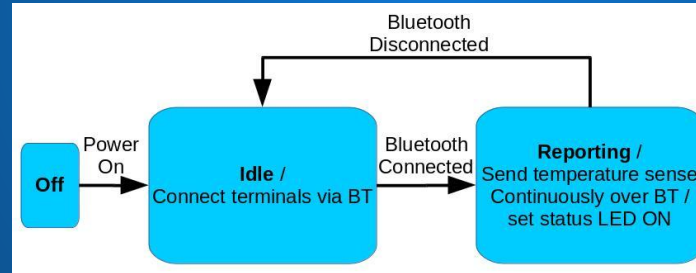 Bluetooth
Disconnected
Power
On
Off
Idle /
Connect terminals via BT
Bluetooth
Connected
Reporting /
Send temperature sense
Continuously over BT /
set status LED ON